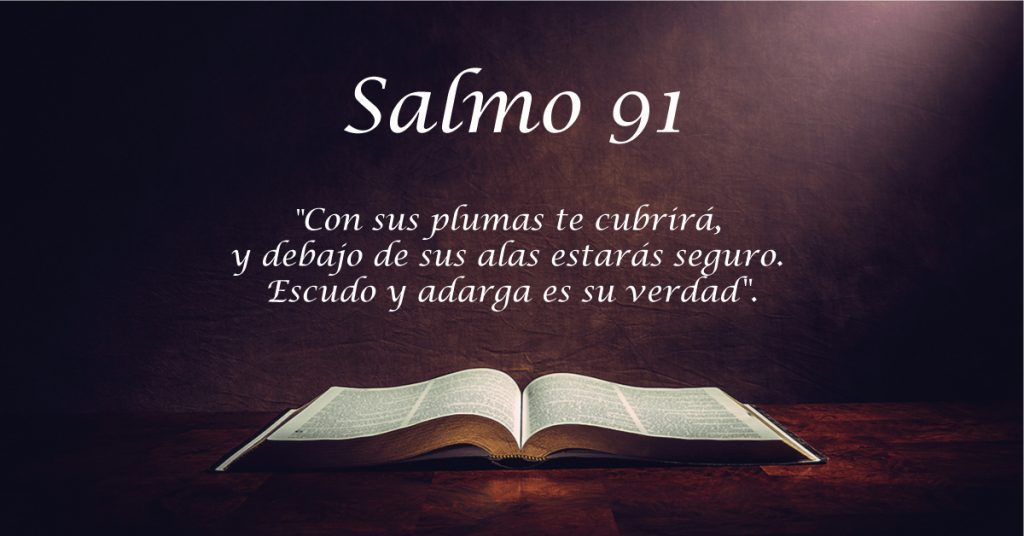 Salmo 91
"Con sus plumas te cubrirá,
y debajo de sus alas estarás seguro.
Escudo y adarga es su verdad".